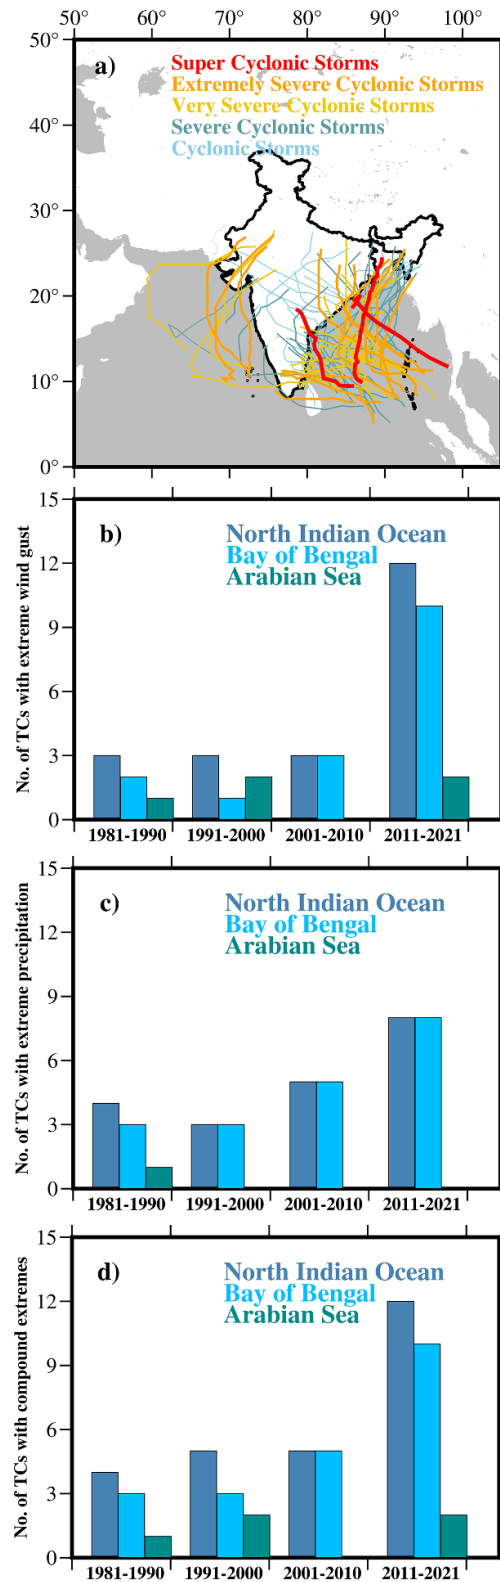 50° 60° 70° 80° 90° 100°
50°
a)
Super Cyclonic Storms
Extremely Severe Cyclonic Storms
Very Severe Cyclonic Storms
Severe Cyclonic Storms
Cyclonic Storms
40°
30°
20°
10°
0°
No. of TCs with extreme wind gust
15
b)
North Indian Ocean
Bay of Bengal
Arabian Sea
12
9
6
3
0
1981-1990 1991-2000 2001-2010 2011-2021
No. of TCs with extreme precipitation
15
c)
North Indian Ocean
Bay of Bengal
Arabian Sea
12
9
6
3
0
1981-1990 1991-2000 2001-2010 2011-2021
No. of TCs with compound extremes
15
d)
North Indian Ocean
Bay of Bengal
Arabian Sea
12
9
6
3
0
1981-1990 1991-2000 2001-2010 2011-2021